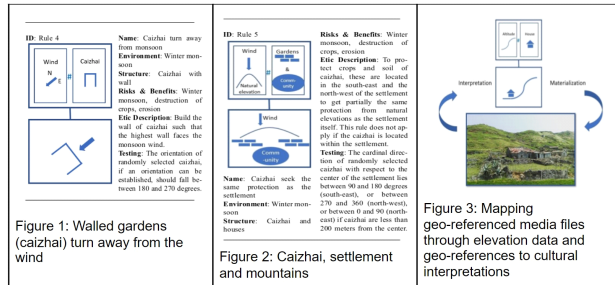 ID: Rule 4
Wind
N
E
#
Caizhai
Name: Caizhai turn away
from monsoon
Environment: Winter mon-
soon
Structure: Caizhai with
wall
Risks & Benefits: Winter
monsoon, destruction of
crops, erosion
Etic Description: Build the
wall of caizhai such that
the highest wall faces the
monsoon wind.
Testing: The orientation of
randomly selected caizhai,
if an orientation can be
established, should fall be-
tween 180 and 270 degrees.
Figure 1: Walled gardens
(caizhai) turn away from the
wind
ID: Rule 5
Wind
Natural
elevation
#
Gardens
&
Comm
-unity
Wind
Comm
-unity
Name: Caizhai seek the
same protection as the
settlement
Environment: Winter mon-
soon
Structure: Caizhai and
houses
Risks & Benefits: Winter
monsoon, destruction of
crops, erosion
Etic Description: To pro-
tect crops and soil of
caizhai, these are located
in the south-east and the
north-west of the settlement
to get partially the same
protection from natural
elevations as the settlement
itself. This rule does not ap-
ply if the caizhai is located
within the settlement.
Testing: The cardinal direc-
tion of randomly selected
caizhai with respect to the
center of the settlement lies
between 90 and 180 degrees
(south-east), or between
270 and 360 (north-west),
or between 0 and 90 (north-
east) if caizhai are less than
200 meters from the center.
Figure 2: Caizhai, settlement
and mountains
Altitude
#
House
Interpretation
Materialization
Figure 3: Mapping
geo-referenced media files
through elevation data and
geo-references to cultural
interpretations